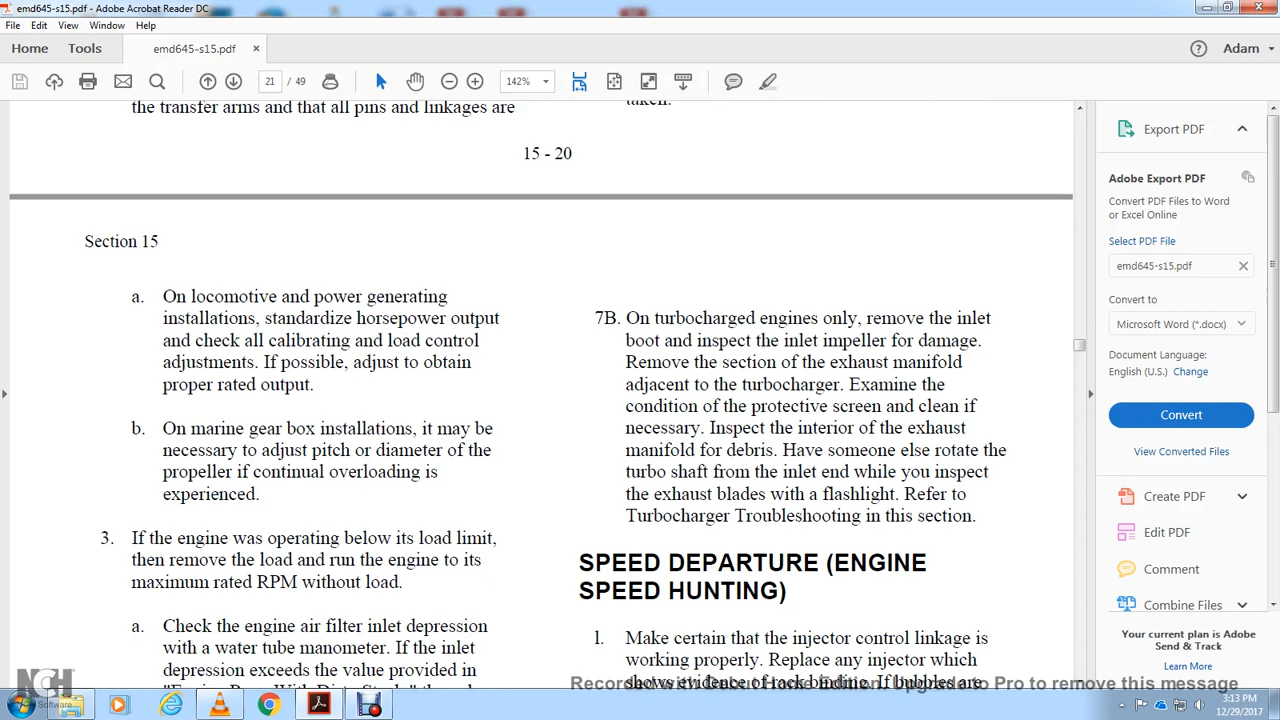 emd645-s15.pdf - Adobe Acrobat Reader DC
File Edit View Window Help
Home Tools emd645-s15.pdf × Adam
21 / 49 142%
the transfer arms and that all pins and linkages are
taken.
15 - 20
Section 15
a. On locomotive and power generating
installations, standardize horsepower output
and check all calibrating and load control
adjustments. If possible, adjust to obtain
proper rated output.
b. On marine gear box installations, it may be
necessary to adjust pitch or diameter of the
propeller if continual overloading is
experienced.
3. If the engine was operating below its load limit,
then remove the load and run the engine to its
maximum rated RPM without load.
a. Check the engine air filter inlet depression
with a water tube manometer. If the inlet
depression exceeds the value provided in
7B. On turbocharged engines only, remove the inlet
boot and inspect the inlet impeller for damage.
Remove the section of the exhaust manifold
adjacent to the turbocharger. Examine the
condition of the protective screen and clean if
necessary. Inspect the interior of the exhaust
manifold for debris. Have someone else rotate the
turbo shaft from the inlet end while you inspect
the exhaust blades with a flashlight. Refer to
Turbocharger Troubleshooting in this section.
SPEED DEPARTURE (ENGINE
SPEED HUNTING)
l. Make certain that the injector control linkage is
working properly. Replace any injector which
shows evidence of rack binding. If bubbles are
Export PDF
Adobe Export PDF
Convert PDF Files to Word
or Excel Online
Select PDF File
emd645-s15.pdf
Convert to
Microsoft Word (*.docx)
Document Language:
English (U.S.) Change
Convert
View Converted Files
Create PDF
Edit PDF
Comment
Combine Files
Your current plan is Adobe
Send & Track
Learn More
NCH Software
to Pro to remove this message
3:13 PM
12/29/2017